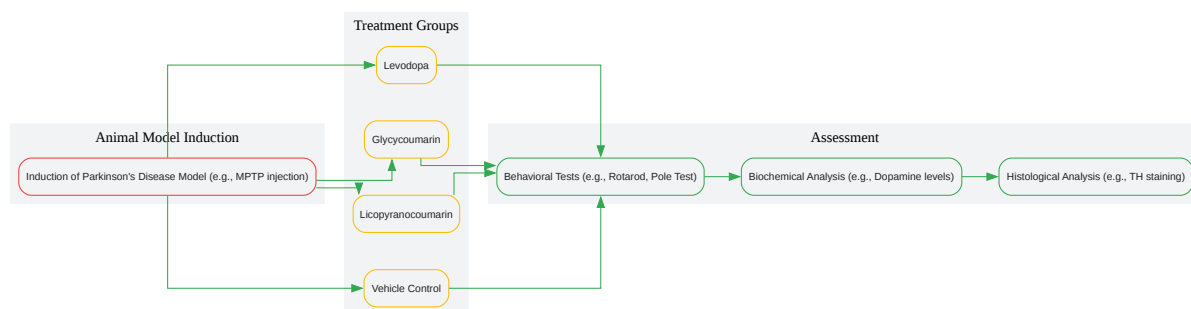 Treatment Groups
Levodopa
Glycycoumarin
Licopyranocoumarin
Vehicle Control
Animal Model Induction
Induction of Parkinson's Disease Model (e.g., MPTP injection)
Assessment
Behavioral Tests (e.g., Rotarod, Pole Test)
Biochemical Analysis (e.g., Dopamine levels)
Histological Analysis (e.g., TH staining)